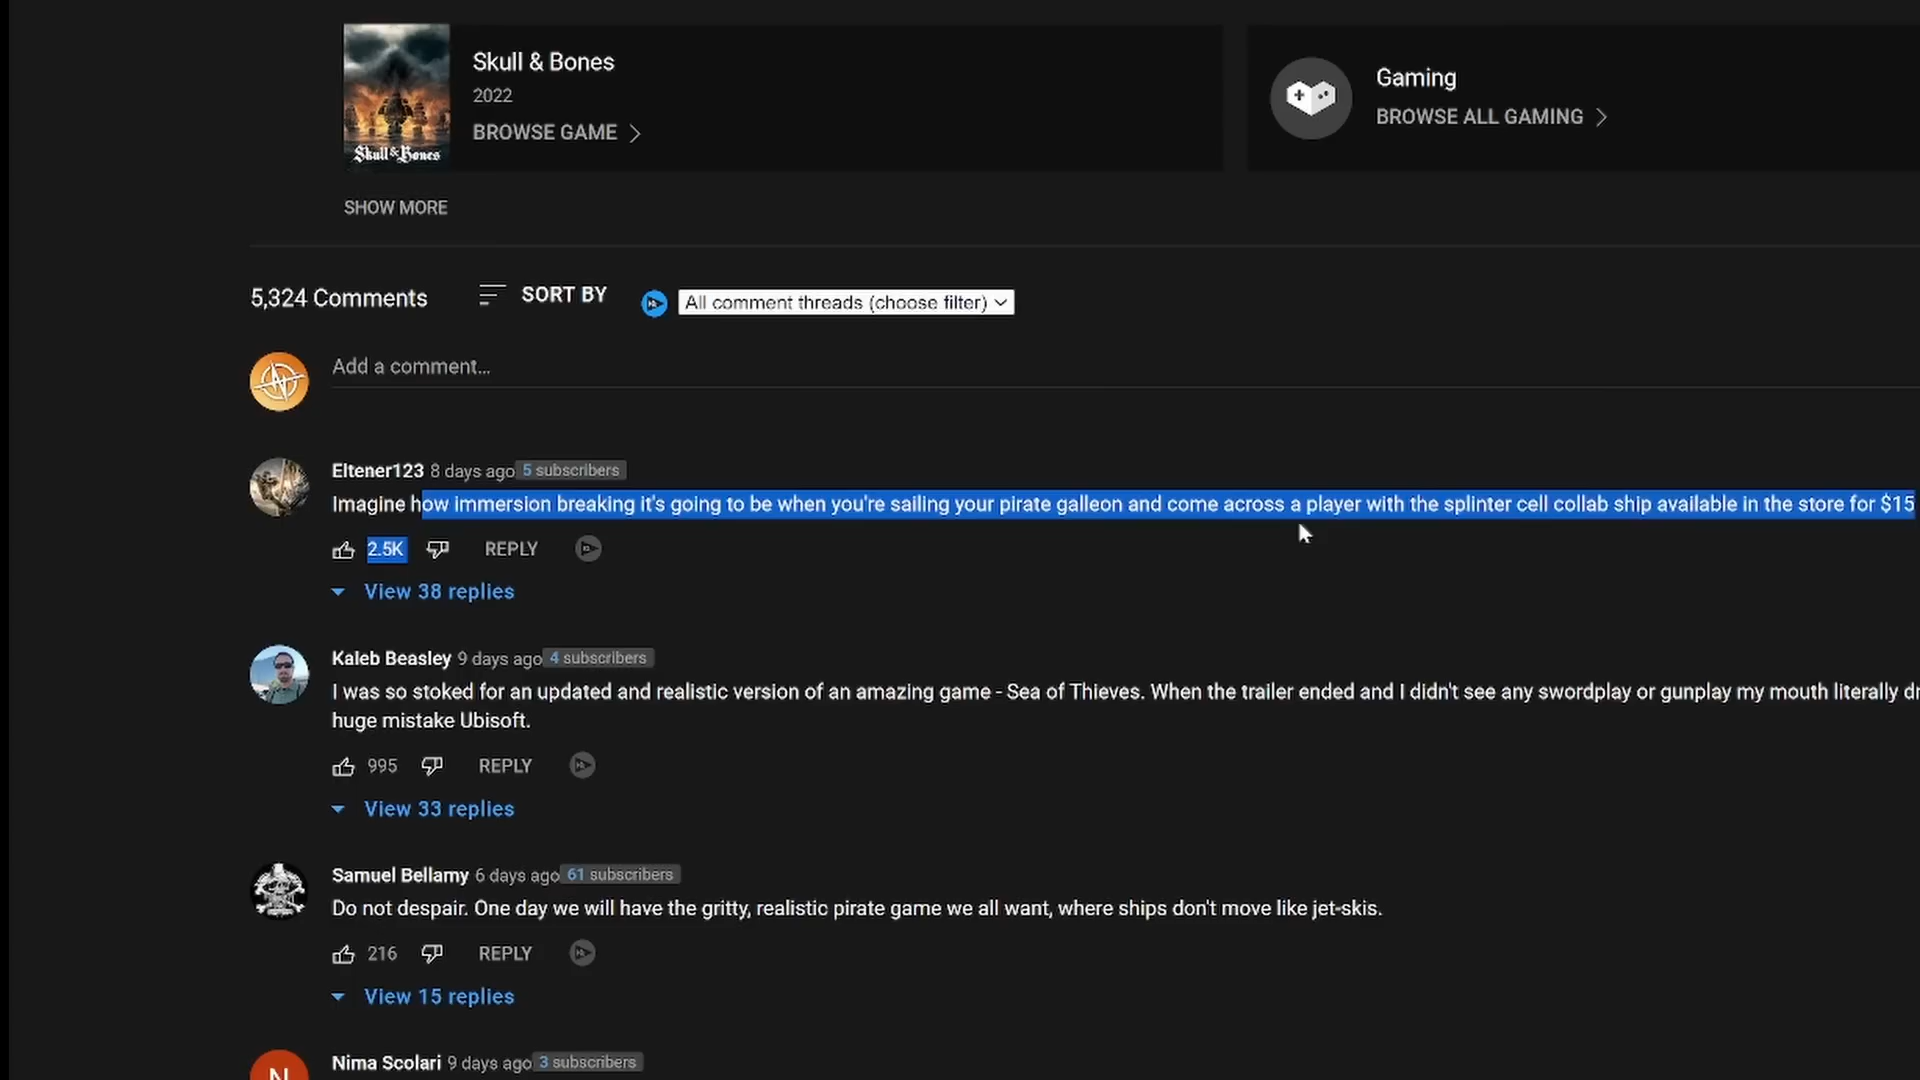 Skull & Bones
2022
BROWSE GAME
Skull & Bones
Gaming
BROWSE ALL GAMING
SHOW MORE
5,324 Comments
SORT BY
All comment threads (choose filter)
Add a comment...
Eltener123 8 days ago 5 subscribers
Imagine how immersion breaking it's going to be when you're sailing your pirate galleon and come across a player with the splinter cell collab ship available in the store for $15
2.5K REPLY
View 38 replies
Kaleb Beasley 9 days ago 4 subscribers
I was so stoked for an updated and realistic version of an amazing game - Sea of Thieves. When the trailer ended and I didn't see any swordplay or gunplay my mouth literally
huge mistake Ubisoft.
995 REPLY
View 33 replies
Samuel Bellamy 6 days ago 61 subscribers
Do not despair. One day we will have the gritty, realistic pirate game we all want, where ships don't move like jet-skis.
216 REPLY
View 15 replies
Nima Scolari 9 days ago 3 subscribers
N